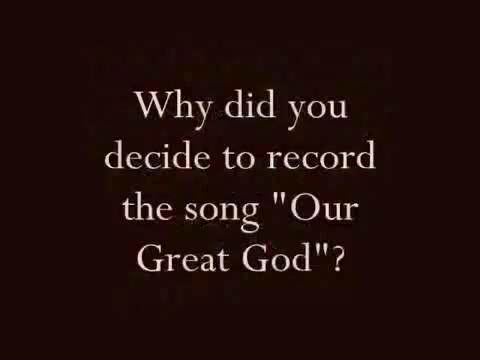 Why did you
decide to record
the song "Our
Great God"?